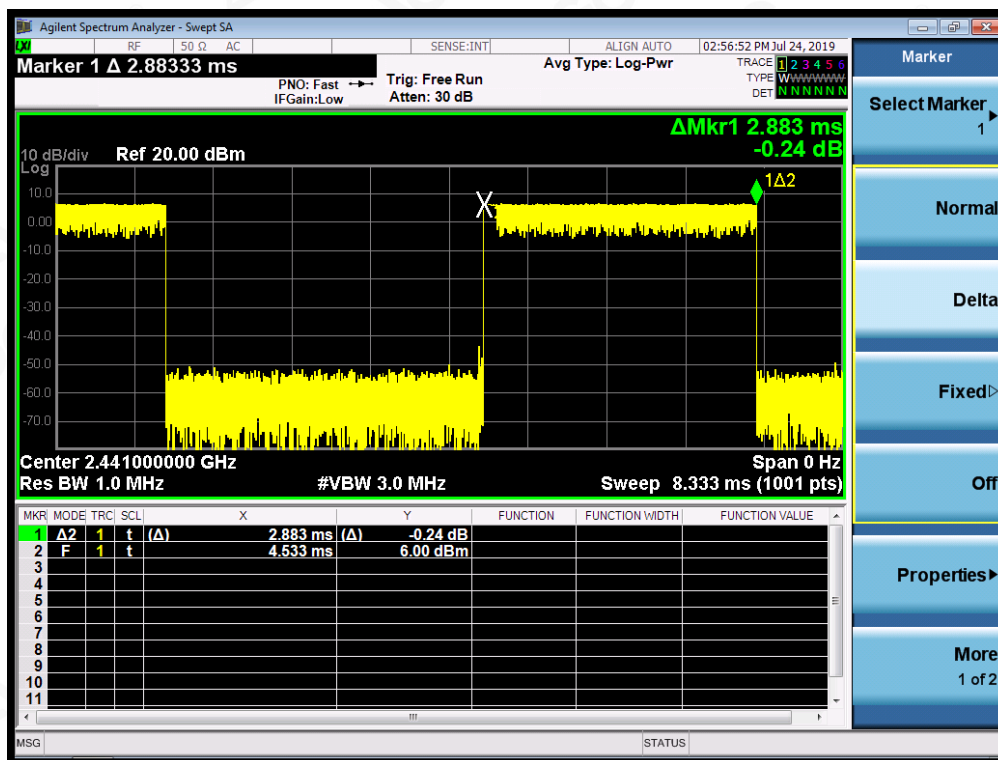 Agilent Spectrum Analyzer - Swept SA
LXI RF 50 Ω AC SENSE:INT ALIGN AUTO 02:56:52 PM Jul 24, 2019
Marker 1 Δ 2.88333 ms
PNO: Fast
IFGain:Low
Trig: Free Run
Atten: 30 dB
Avg Type: Log-Pwr
TRACE 1 2 3 4 5 6
TYPE WWWWWWW
DET N N N N N N
ΔMkr1 2.883 ms
-0.24 dB
10 dB/div Ref 20.00 dBm
Log
10.0
0.00
-10.0
-20.0
-30.0
-40.0
-50.0
-60.0
-70.0
1Δ2
Center 2.441000000 GHz Span 0 Hz
Res BW 1.0 MHz #VBW 3.0 MHz Sweep 8.333 ms (1001 pts)
MKR MODE TRC SCL X Y FUNCTION FUNCTION WIDTH FUNCTION VALUE
1 Δ2 1 t (Δ) 2.883 ms (Δ) -0.24 dB
2 F 1 t 4.533 ms 6.00 dBm
3
4
5
6
7
8
9
10
11
MSG STATUS
Marker
Select Marker
1
Normal
Delta
Fixed
Off
Properties
More
1 of 2